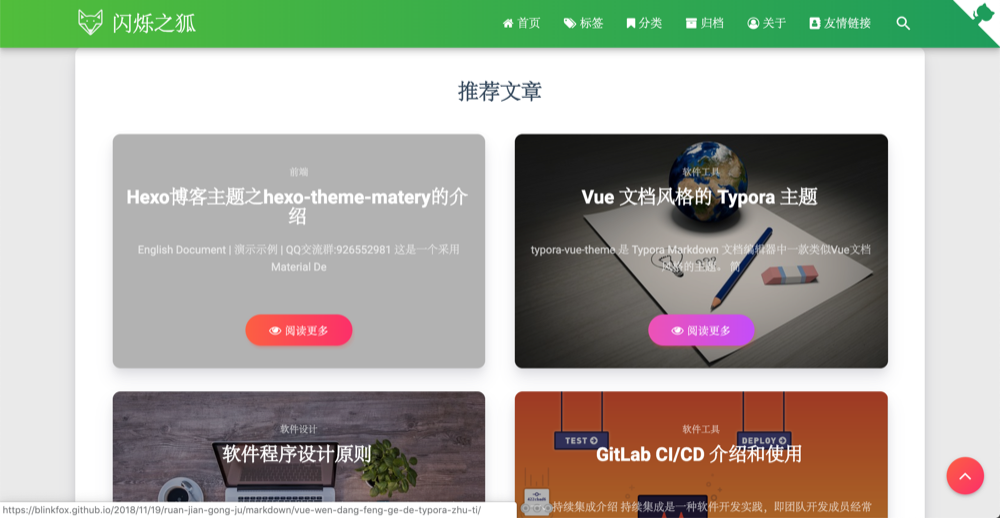 闪烁之狐
首页 标签 分类 归档 关于 友情链接
推荐文章
前端
Hexo博客主题之hexo-theme-matery的介
绍
English Document | 演示示例 | QQ交流群:926552981 这是一个采用
Material De
阅读更多
软件工具
Vue 文档风格的 Typora 主题
typora-vue-theme 是 Typora Markdown 文档编辑器中一款类似Vue文档
风格的主题。 简
阅读更多
软件设计
软件程序设计原则
软件工具
TEST
DEPLOY
GitLab CI/CD 介绍和使用
持续集成介绍 持续集成是一种软件开发实践，即团队开发成员经常
https://blinkfox.github.io/2018/11/19/ruan-jian-gong-ju/markdown/vue-wen-dang-feng-ge-de-typora-zhu-ti/